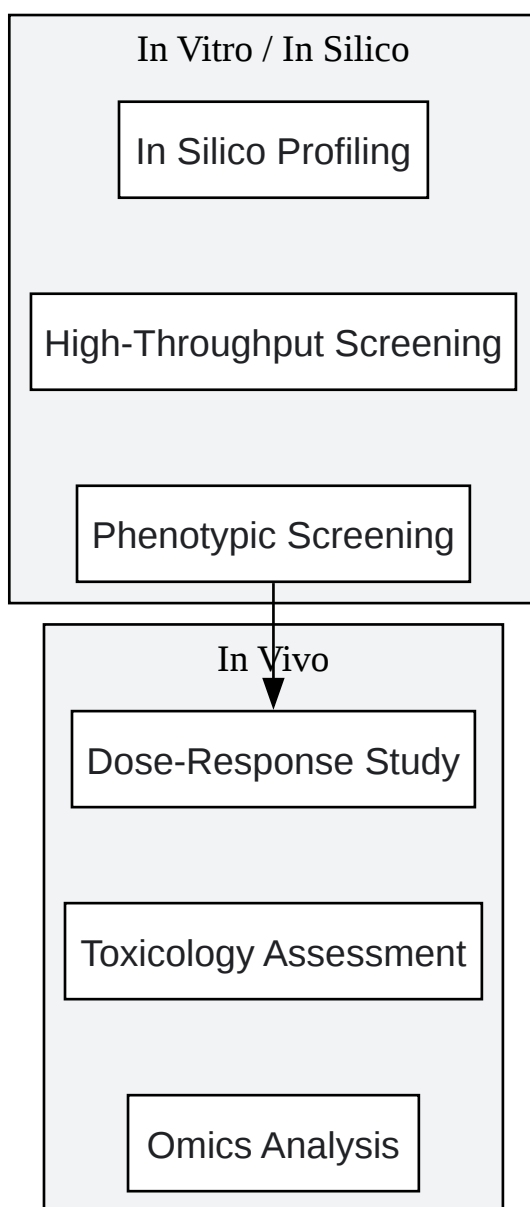 In Vitro / In Silico
In Silico Profiling
High-Throughput Screening
Phenotypic Screening
In Vivo
Dose-Response Study
Toxicology Assessment
Omics Analysis